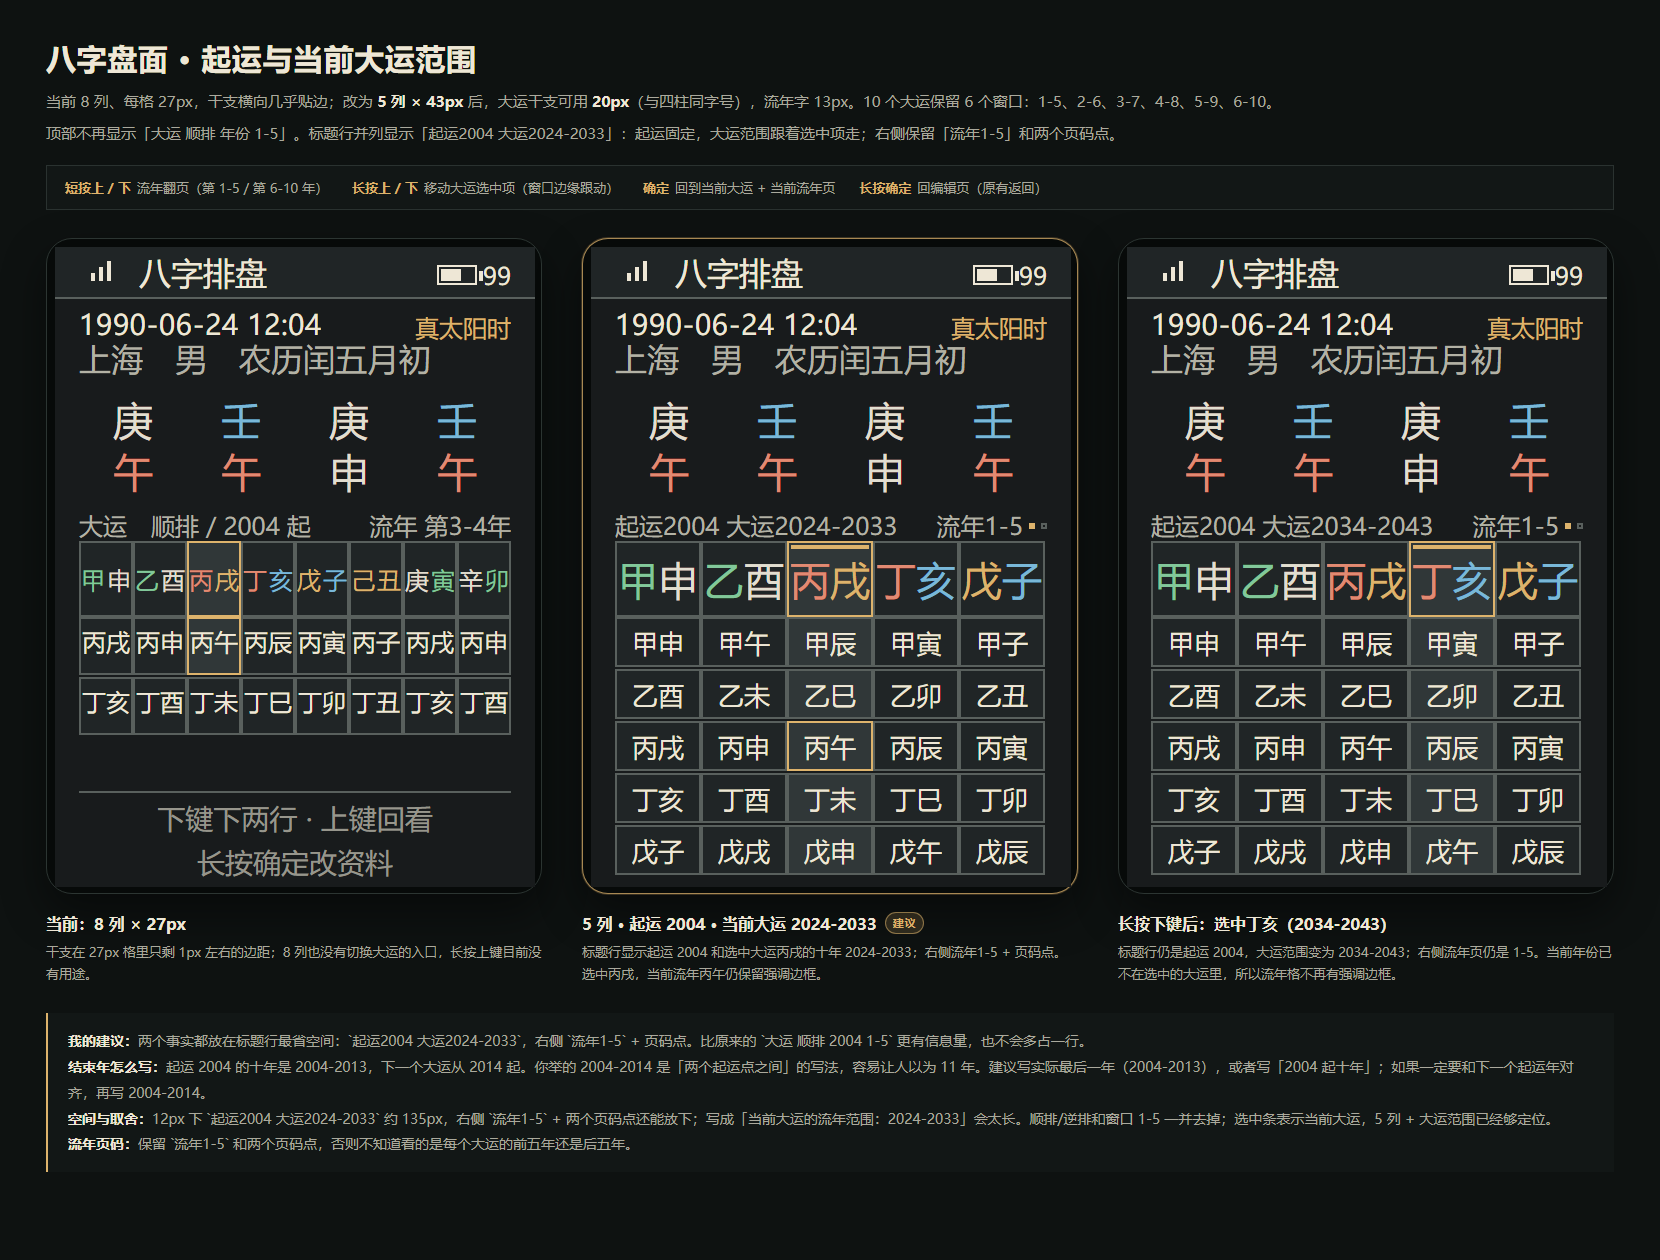 八字盘面 • 起运与当前大运范围
当前 8 列、每格 27px，干支横向几乎贴边；改为 5 列 × 43px 后，大运干支可用 20px（与四柱同字号），流年字 13px。10 个大运保留 6 个窗口：1-5、2-6、3-7、4-8、5-9、6-10。
顶部不再显示「大运 顺排 年份 1-5」。标题行并列显示「起运2004 大运2024-2033」：起运固定，大运范围跟着选中项走；右侧保留「流年1-5」和两个页码点。
短按上 / 下 流年翻页（第 1-5 / 第 6-10 年） 长按上 / 下 移动大运选中项（窗口边缘跟动） 确定 回到当前大运 + 当前流年页 长按确定 回编辑页（原有返回）
八字排盘 99
1990-06-24 12:04 真太阳时
上海 男 农历闰五月初
庚 壬 庚 壬
午 午 申 午
大运 顺排 / 2004 起 流年 第3-4年
甲申 乙酉 丙戌 丁亥 戊子 己丑 庚寅 辛卯
丙戌 丙申 丙午 丙辰 丙寅 丙子 丙戌 丙申
丁亥 丁酉 丁未 丁巳 丁卯 丁丑 丁亥 丁酉
下键下两行 · 上键回看
长按确定改资料
当前：8 列 × 27px
干支在 27px 格里只剩 1px 左右的边距；8 列也没有切换大运的入口，长按上键目前没
有用途。
八字排盘 99
1990-06-24 12:04 真太阳时
上海 男 农历闰五月初
庚 壬 庚 壬
午 午 申 午
起运2004 大运2024-2033 流年1-5
甲申 乙酉 丙戌 丁亥 戊子
甲申 甲午 甲辰 甲寅 甲子
乙酉 乙未 乙巳 乙卯 乙丑
丙戌 丙申 丙午 丙辰 丙寅
丁亥 丁酉 丁未 丁巳 丁卯
戊子 戊戌 戊申 戊午 戊辰
5 列 • 起运 2004 • 当前大运 2024-2033 建议
标题行显示起运 2004 和选中大运丙戌的十年 2024-2033；右侧流年1-5 + 页码点。
选中丙戌，当前流年丙午仍保留强调边框。
八字排盘 99
1990-06-24 12:04 真太阳时
上海 男 农历闰五月初
庚 壬 庚 壬
午 午 申 午
起运2004 大运2034-2043 流年1-5
甲申 乙酉 丙戌 丁亥 戊子
甲申 甲午 甲辰 甲寅 甲子
乙酉 乙未 乙巳 乙卯 乙丑
丙戌 丙申 丙午 丙辰 丙寅
丁亥 丁酉 丁未 丁巳 丁卯
戊子 戊戌 戊申 戊午 戊辰
长按下键后：选中丁亥（2034-2043）
标题行仍是起运 2004，大运范围变为 2034-2043；右侧流年页仍是 1-5。当前年份已
不在选中的大运里，所以流年格不再有强调边框。
我的建议：两个事实都放在标题行最省空间：`起运2004 大运2024-2033`，右侧 `流年1-5` + 页码点。比原来的 `大运 顺排 2004 1-5` 更有信息量，也不会多占一行。
结束年怎么写：起运 2004 的十年是 2004-2013，下一个大运从 2014 起。你举的 2004-2014 是「两个起运点之间」的写法，容易让人以为 11 年。建议写实际最后一年（2004-2013），或者写「2004 起十年」；如果一定要和下一个起运年对
齐，再写 2004-2014。
空间与取舍：12px 下 `起运2004 大运2024-2033` 约 135px，右侧 `流年1-5` + 两个页码点还能放下；写成「当前大运的流年范围：2024-2033」会太长。顺排/逆排和窗口 1-5 一并去掉；选中条表示当前大运，5 列 + 大运范围已经够定位。
流年页码：保留 `流年1-5` 和两个页码点，否则不知道看的是每个大运的前五年还是后五年。